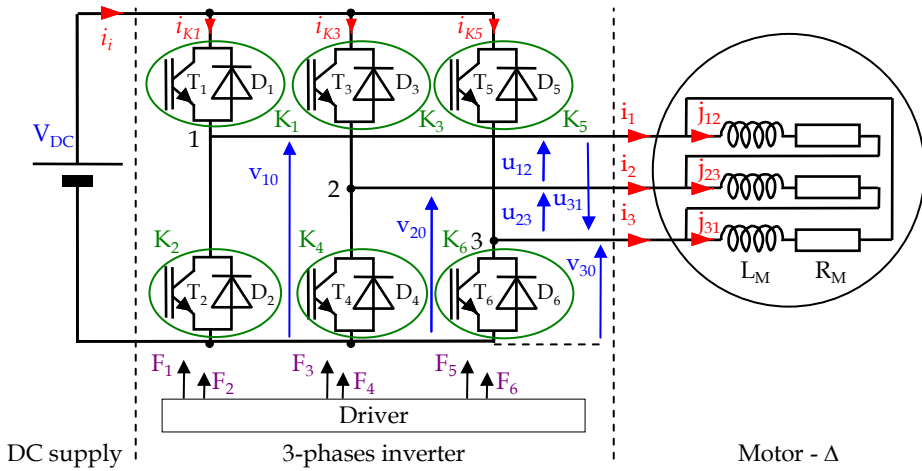 i_i
i_K1
i_K3
i_K5
T_1
D_1
T_3
D_3
T_5
D_5
V_DC
K_1
K_3
K_5
1
2
3
v_10
v_20
v_30
u_12
u_23
u_31
i_1
i_2
i_3
j_12
j_23
j_31
L_M
R_M
K_2
K_4
K_6
T_2
D_2
T_4
D_4
T_6
D_6
F_1
F_2
F_3
F_4
F_5
F_6
Driver
DC supply
3-phases inverter
Motor - Δ